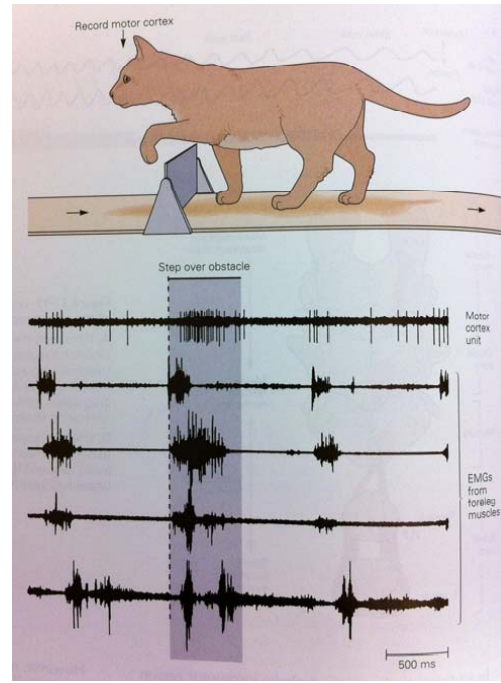 Record motor cortex
Step over obstacle
Motor
cortex
unit
EMGs
from
foreleg
muscles
500 ms